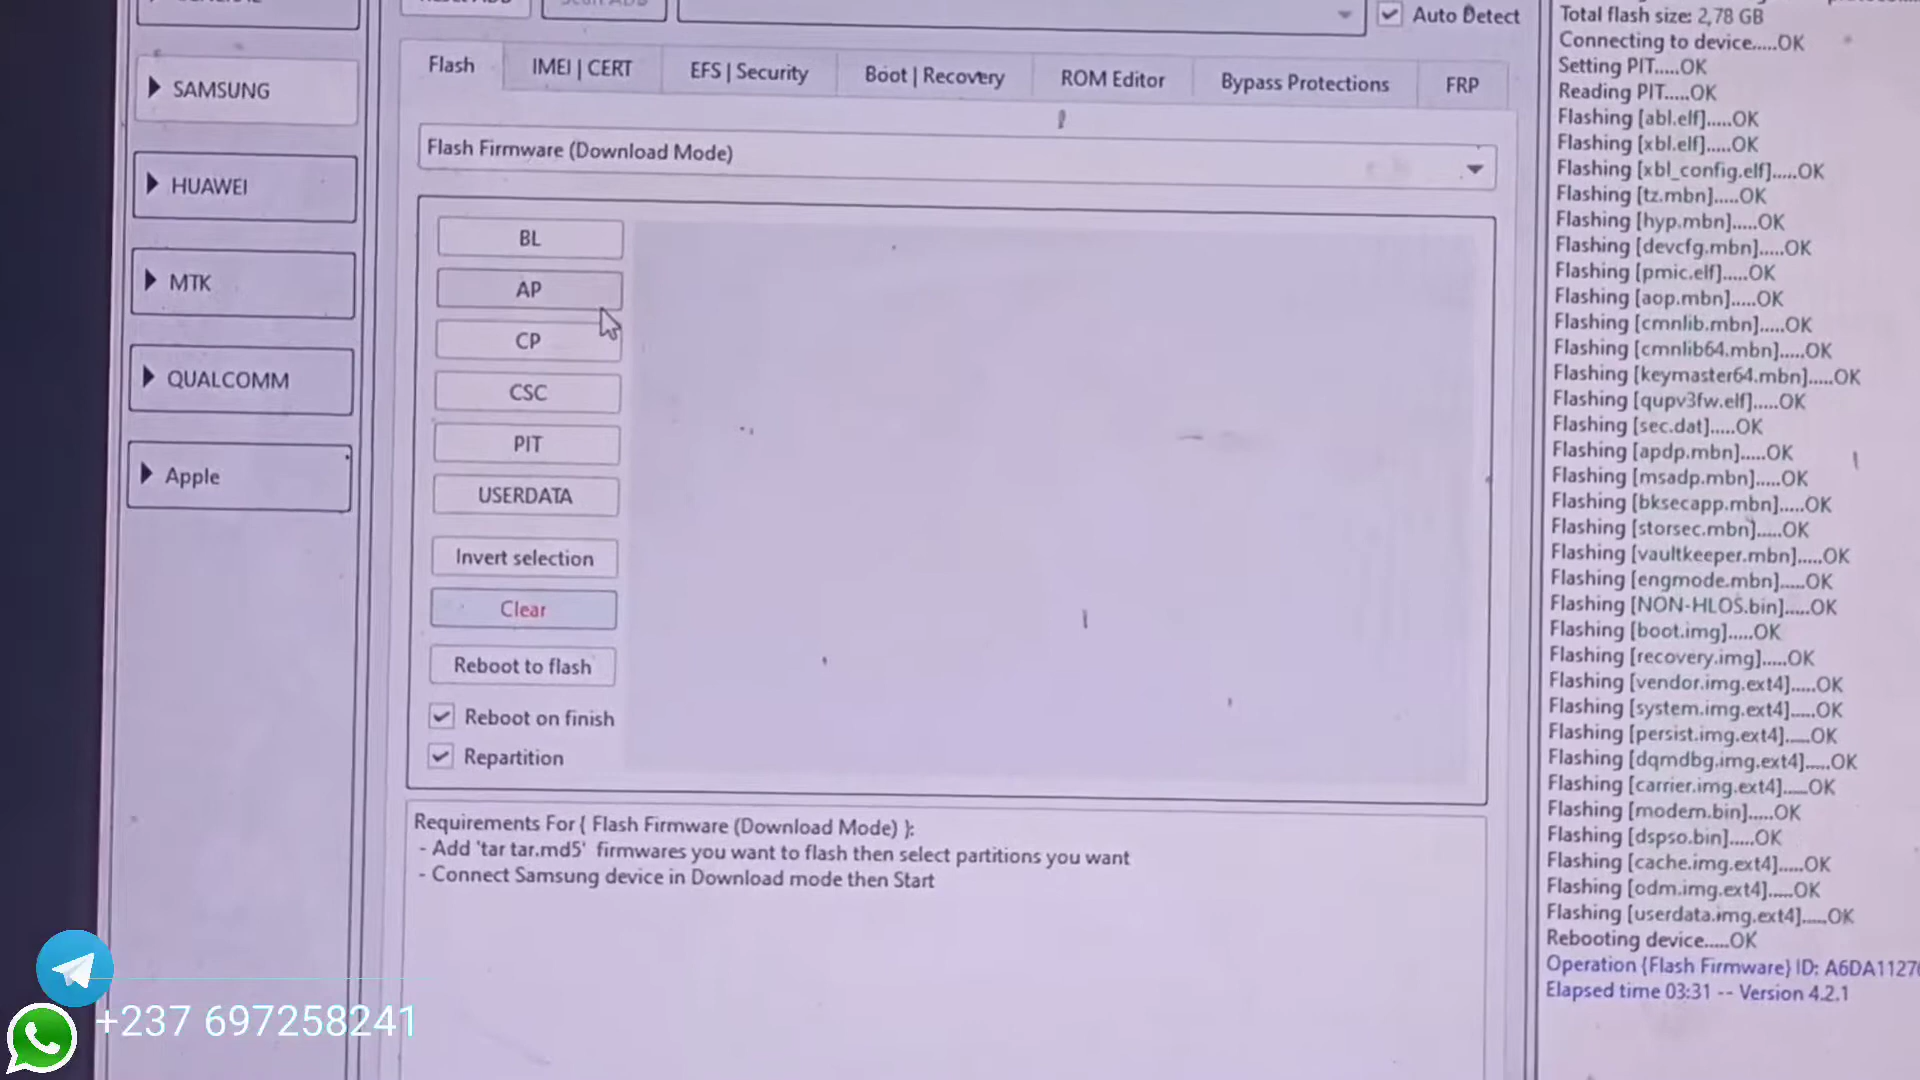 Auto Detect
Flash
IMEI | CERT
EFS | Security
Boot | Recovery
ROM Editor
Bypass Protections
FRP
SAMSUNG
HUAWEI
MTK
QUALCOMM
Apple
Flash Firmware (Download Mode)
BL
AP
CP
CSC
PIT
USERDATA
Invert selection
Clear
Reboot to flash
Reboot on finish
Repartition
Requirements For { Flash Firmware (Download Mode) }:
- Add 'tar tar.md5' firmwares you want to flash then select partitions you want
- Connect Samsung device in Download mode then Start
Total flash size: 2,78 GB
Connecting to device.....OK
Setting PIT.....OK
Reading PIT.....OK
Flashing [abl.elf].....OK
Flashing [xbl.elf].....OK
Flashing [xbl_config.elf].....OK
Flashing [tz.mbn].....OK
Flashing [hyp.mbn].....OK
Flashing [devcfg.mbn].....OK
Flashing [pmic.elf].....OK
Flashing [aop.mbn].....OK
Flashing [cmnlib.mbn].....OK
Flashing [cmnlib64.mbn].....OK
Flashing [keymaster64.mbn].....OK
Flashing [qupv3fw.elf].....OK
Flashing [sec.dat].....OK
Flashing [apdp.mbn].....OK
Flashing [msadp.mbn].....OK
Flashing [bksecapp.mbn].....OK
Flashing [storsec.mbn].....OK
Flashing [vaultkeeper.mbn].....OK
Flashing [engmode.mbn].....OK
Flashing [NON-HLOS.bin].....OK
Flashing [boot.img].....OK
Flashing [recovery.img].....OK
Flashing [vendor.img.ext4].....OK
Flashing [system.img.ext4].....OK
Flashing [persist.img.ext4].....OK
Flashing [dqmdbg.img.ext4].....OK
Flashing [carrier.img.ext4].....OK
Flashing [modem.bin].....OK
Flashing [dspso.bin].....OK
Flashing [cache.img.ext4].....OK
Flashing [odm.img.ext4].....OK
Flashing [userdata.img.ext4].....OK
Rebooting device.....OK
Operation {Flash Firmware} ID: A6DA1127
Elapsed time 03:31 -- Version 4.2.1
+237 697258241